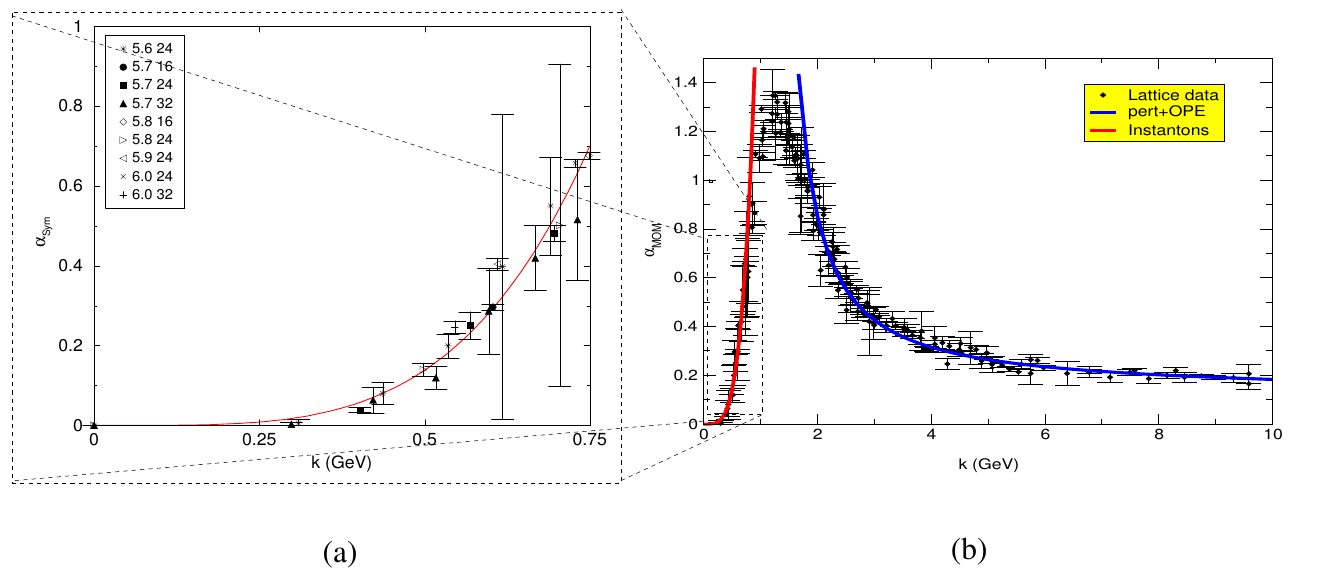 1
0.8
0.6
0.4
0.2
0
α_Sym
5.6 24
5.7 16
5.7 24
5.7 32
5.8 16
5.8 24
5.9 24
6.0 24
6.0 32
0 0.25 0.5 0.75
k (GeV)
(a)
1.4
1.2
1
0.8
0.6
0.4
0.2
0
α_MOM
Lattice data
pert+OPE
Instantons
0 2 4 6 8 10
k (GeV)
(b)